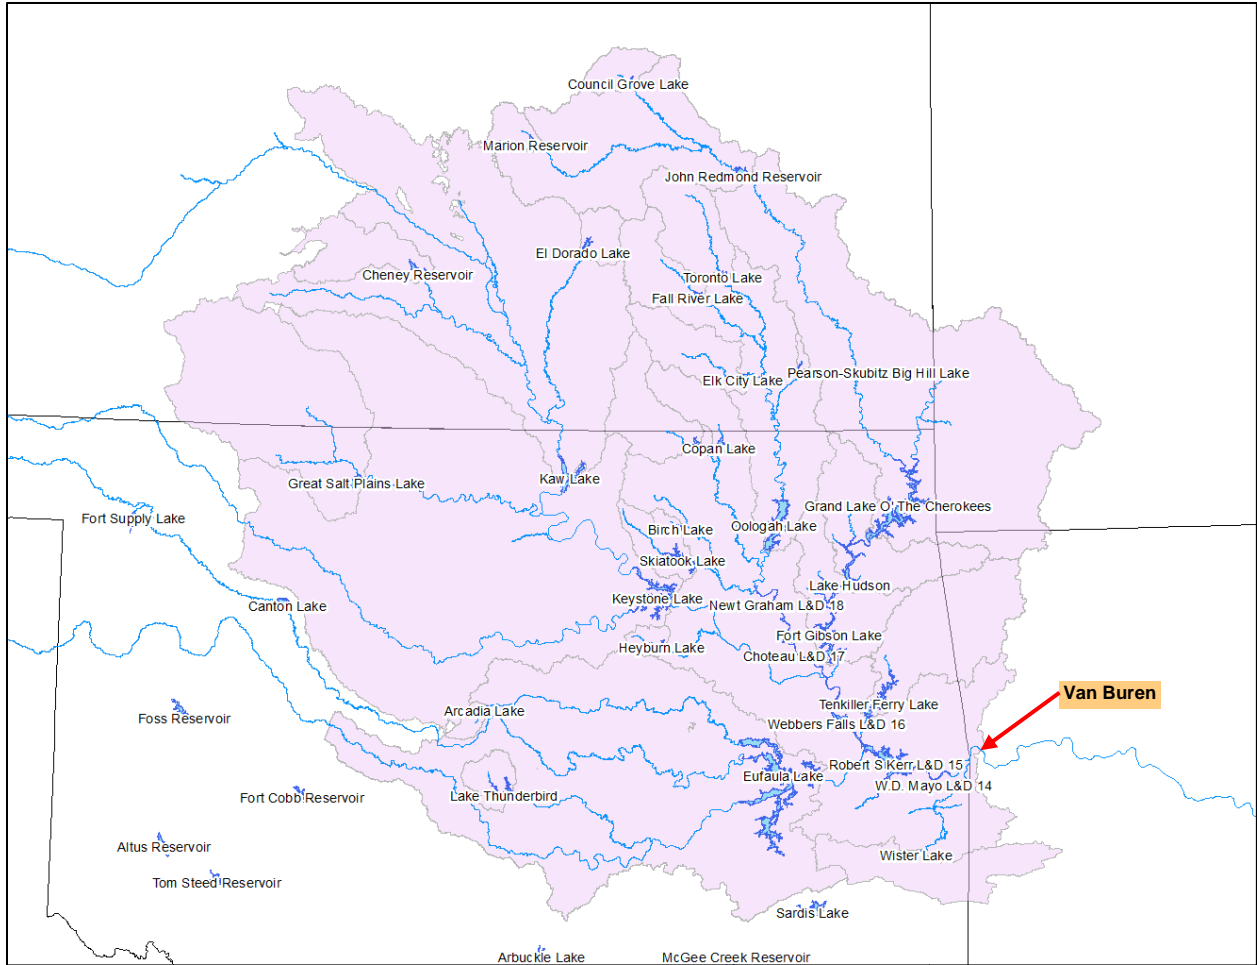 Council Grove Lake
Marion Reservoir
John Redmond Reservoir
El Dorado Lake
Cheney Reservoir
Toronto Lake
Fall River Lake
Pearson-Skubitz Big Hill Lake
Elk City Lake
Copan Lake
Kaw Lake
Great Salt Plains Lake
Grand Lake O' The Cherokees
Fort Supply Lake
Oologah Lake
Birch Lake
Skiatook Lake
Lake Hudson
Keystone Lake
Newt Graham L&D 18
Canton Lake
Fort Gibson Lake
Heyburn Lake
Choteau L&D 17
Van Buren
Tenkiller Ferry Lake
Arcadia Lake
Foss Reservoir
Webbers Falls L&D 16
Robert S Kerr L&D 15
Eufaula Lake
W.D. Mayo L&D 14
Lake Thunderbird
Fort Cobb Reservoir
Altus Reservoir
Wister Lake
Tom Steed Reservoir
Sardis Lake
Arbuckle Lake
McGee Creek Reservoir